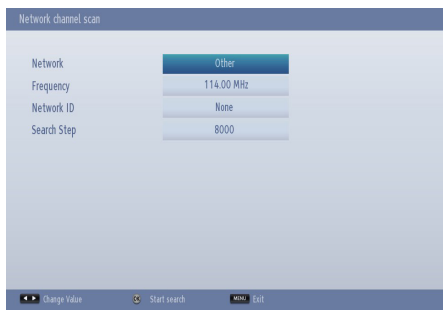 Network channel scan
Network Other
Frequency 114.00 MHz
Network ID None
Search Step 8000
Change Value OK Start search MENU Exit